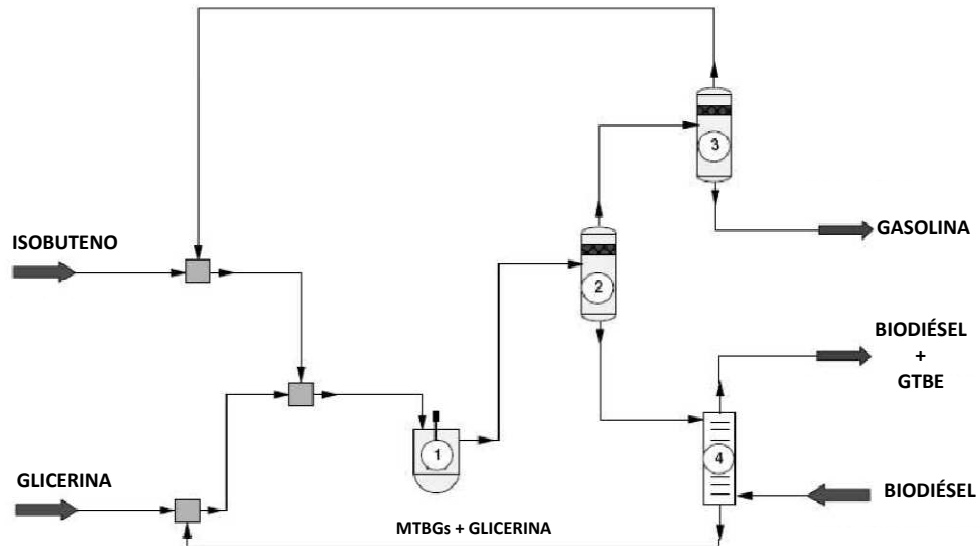 3
ISOBUTENO
GASOLINA
2
BIODIÉSEL
+
GTBE
1
4
GLICERINA
BIODIÉSEL
MTBGs + GLICERINA